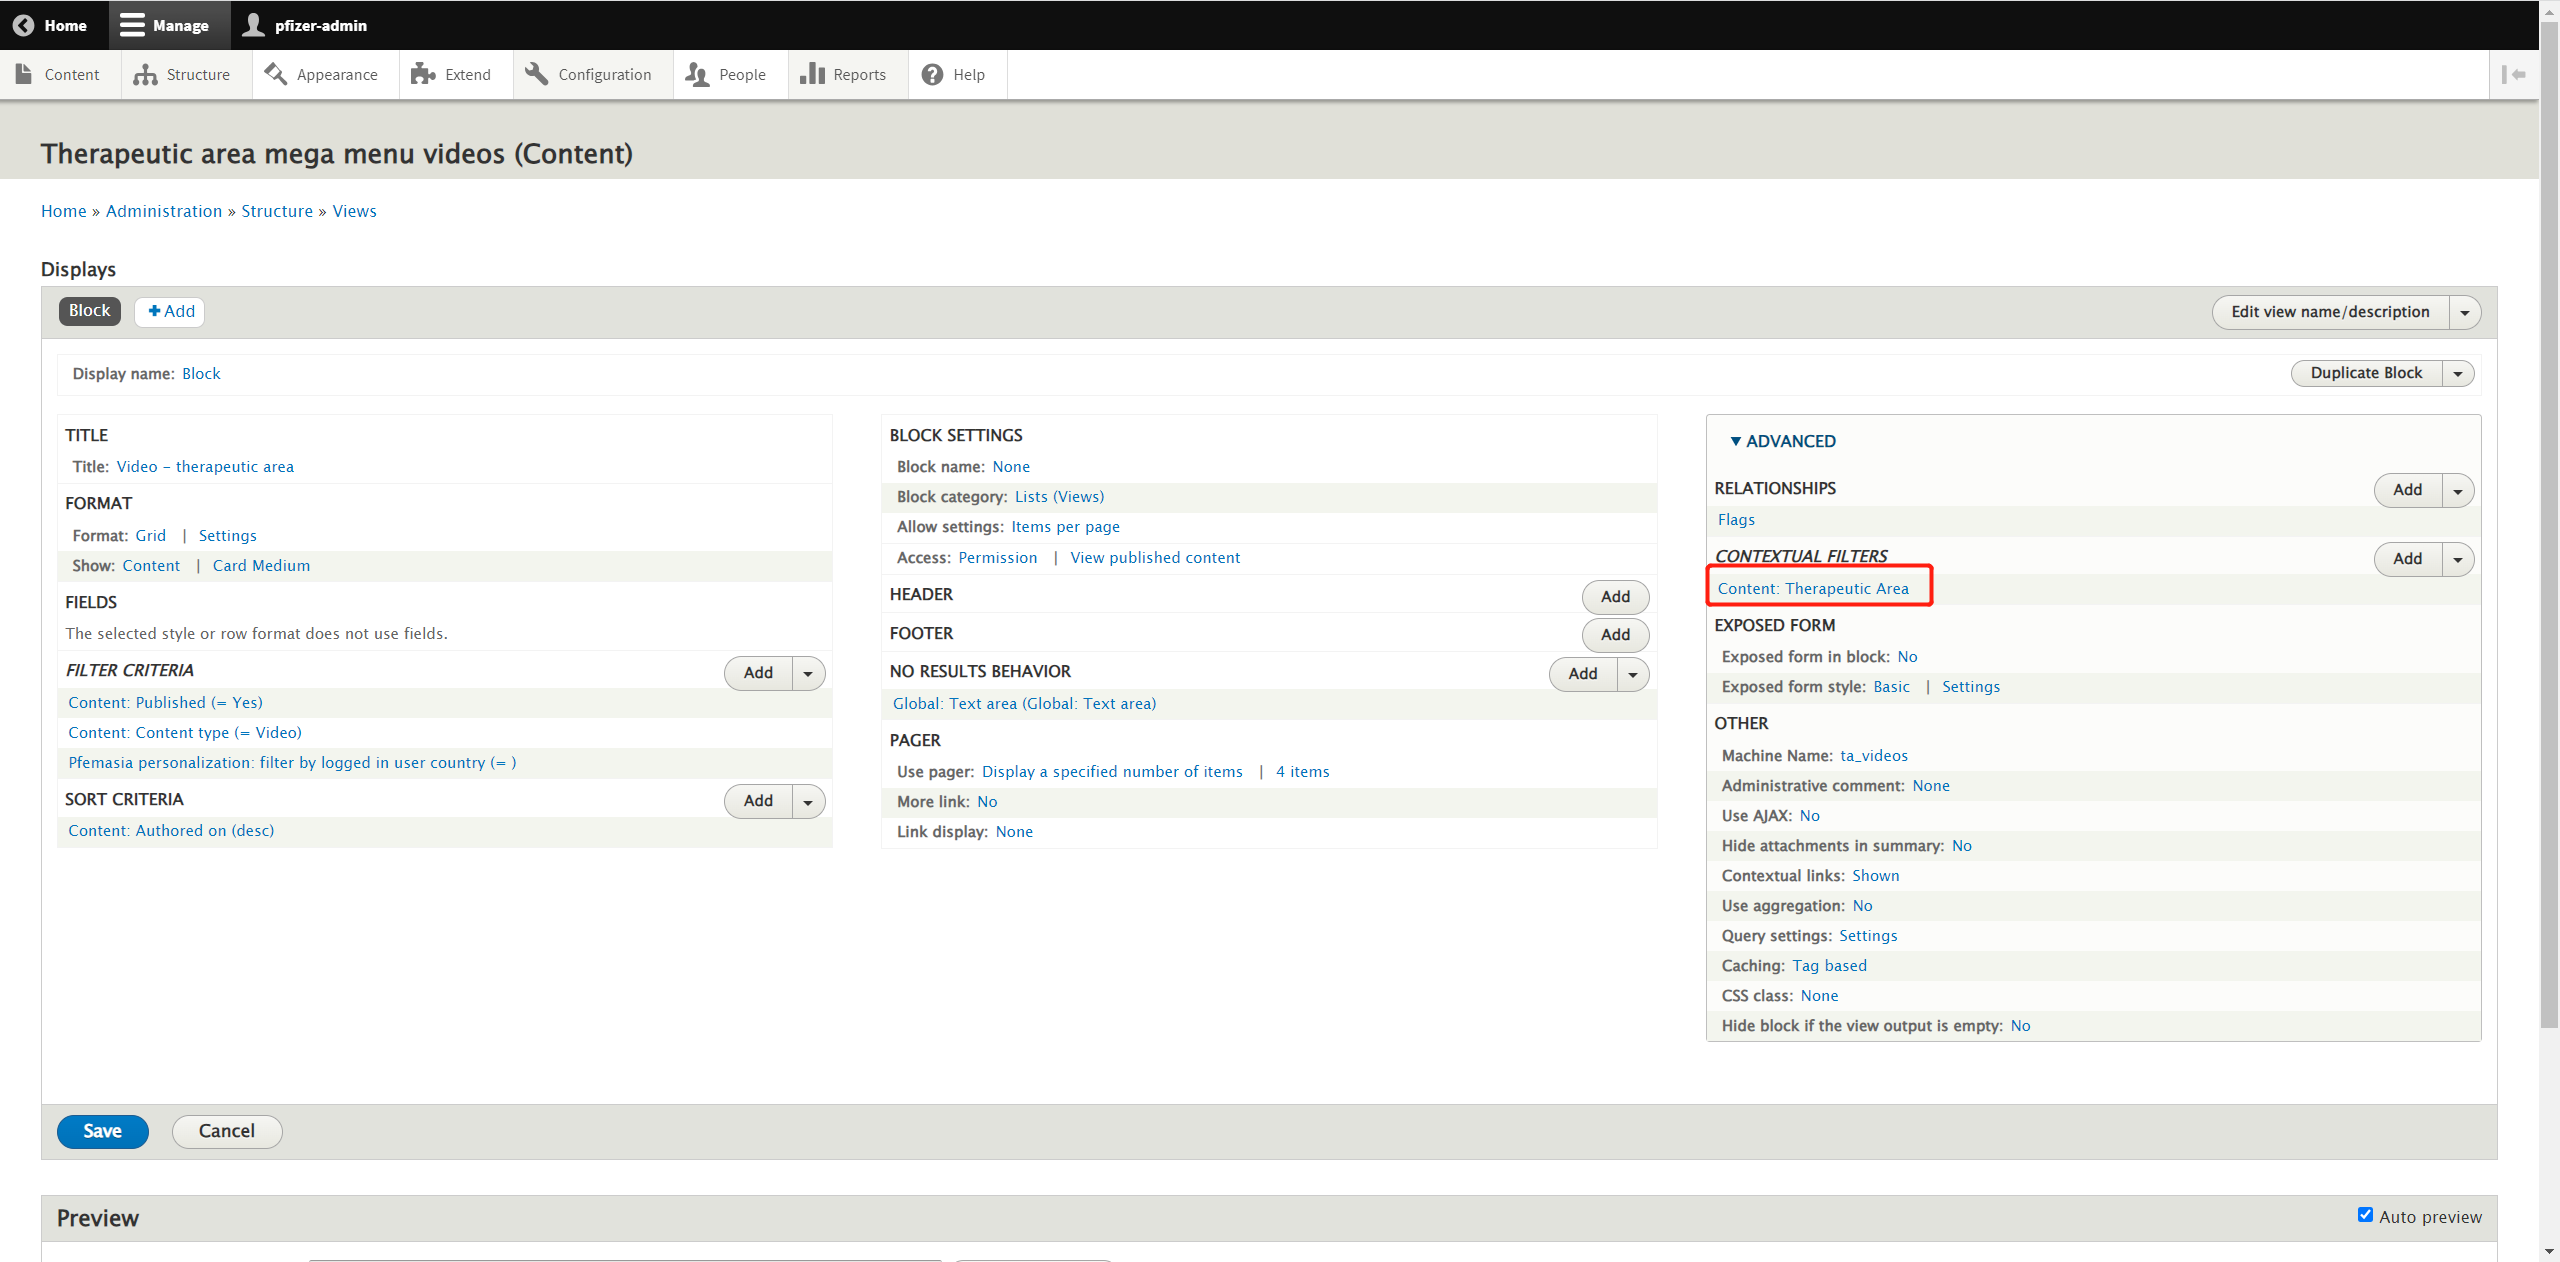 Home Manage pfizer-admin
Content Structure Appearance Extend Configuration People Reports Help
Therapeutic area mega menu videos (Content)
Home » Administration » Structure » Views
Displays
Block Add Edit view name/description
Display name: Block Duplicate Block
TITLE
Title: Video - therapeutic area
FORMAT
Format: Grid | Settings
Show: Content | Card Medium
FIELDS
The selected style or row format does not use fields.
FILTER CRITERIA Add
Content: Published (= Yes)
Content: Content type (= Video)
Pfemasia personalization: filter by logged in user country (= )
SORT CRITERIA Add
Content: Authored on (desc)
BLOCK SETTINGS
Block name: None
Block category: Lists (Views)
Allow settings: Items per page
Access: Permission | View published content
HEADER Add
FOOTER Add
NO RESULTS BEHAVIOR Add
Global: Text area (Global: Text area)
PAGER
Use pager: Display a specified number of items | 4 items
More link: No
Link display: None
ADVANCED
RELATIONSHIPS Add
Flags
CONTEXTUAL FILTERS Add
Content: Therapeutic Area
EXPOSED FORM
Exposed form in block: No
Exposed form style: Basic | Settings
OTHER
Machine Name: ta_videos
Administrative comment: None
Use AJAX: No
Hide attachments in summary: No
Contextual links: Shown
Use aggregation: No
Query settings: Settings
Caching: Tag based
CSS class: None
Hide block if the view output is empty: No
Save Cancel
Preview Auto preview